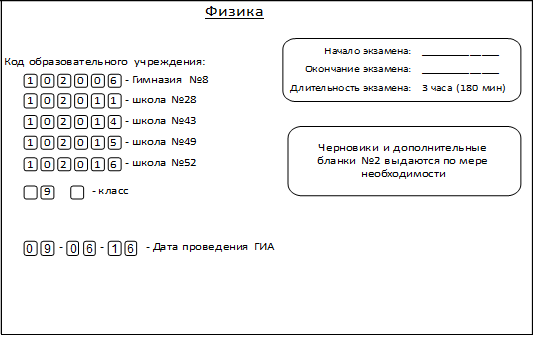 Физика
Код образовательного учреждения:
102006 - Гимназия №8
102011 - школа №28
102014 - школа №43
102015 - школа №49
102016 - школа №52
9 - класс
09-06-16 - Дата проведения ГИА
Начало экзамена: ____________
Окончание экзамена: ____________
Длительность экзамена: 3 часа (180 мин)
Черновики и дополнительные
бланки №2 выдаются по мере
необходимости